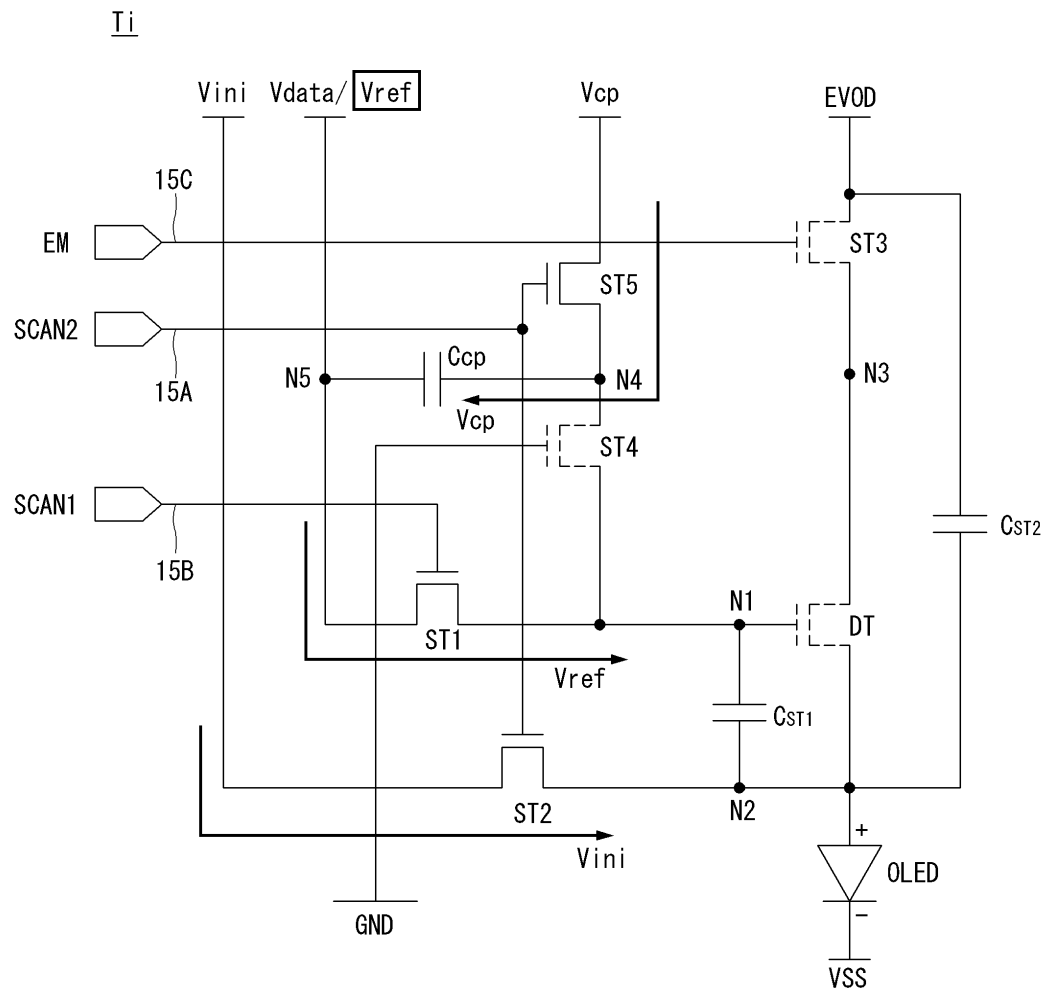 Ti
Vini Vdata/ Vref Vcp EVDD
15C
EM ST3
ST5
SCAN2
Ccp
N5 N4 N3
15A
Vcp
ST4
SCAN1
CST2
15B
N1
ST1 DT
Vref
CST1
ST2 N2
Vini +
OLED
GND -
VSS